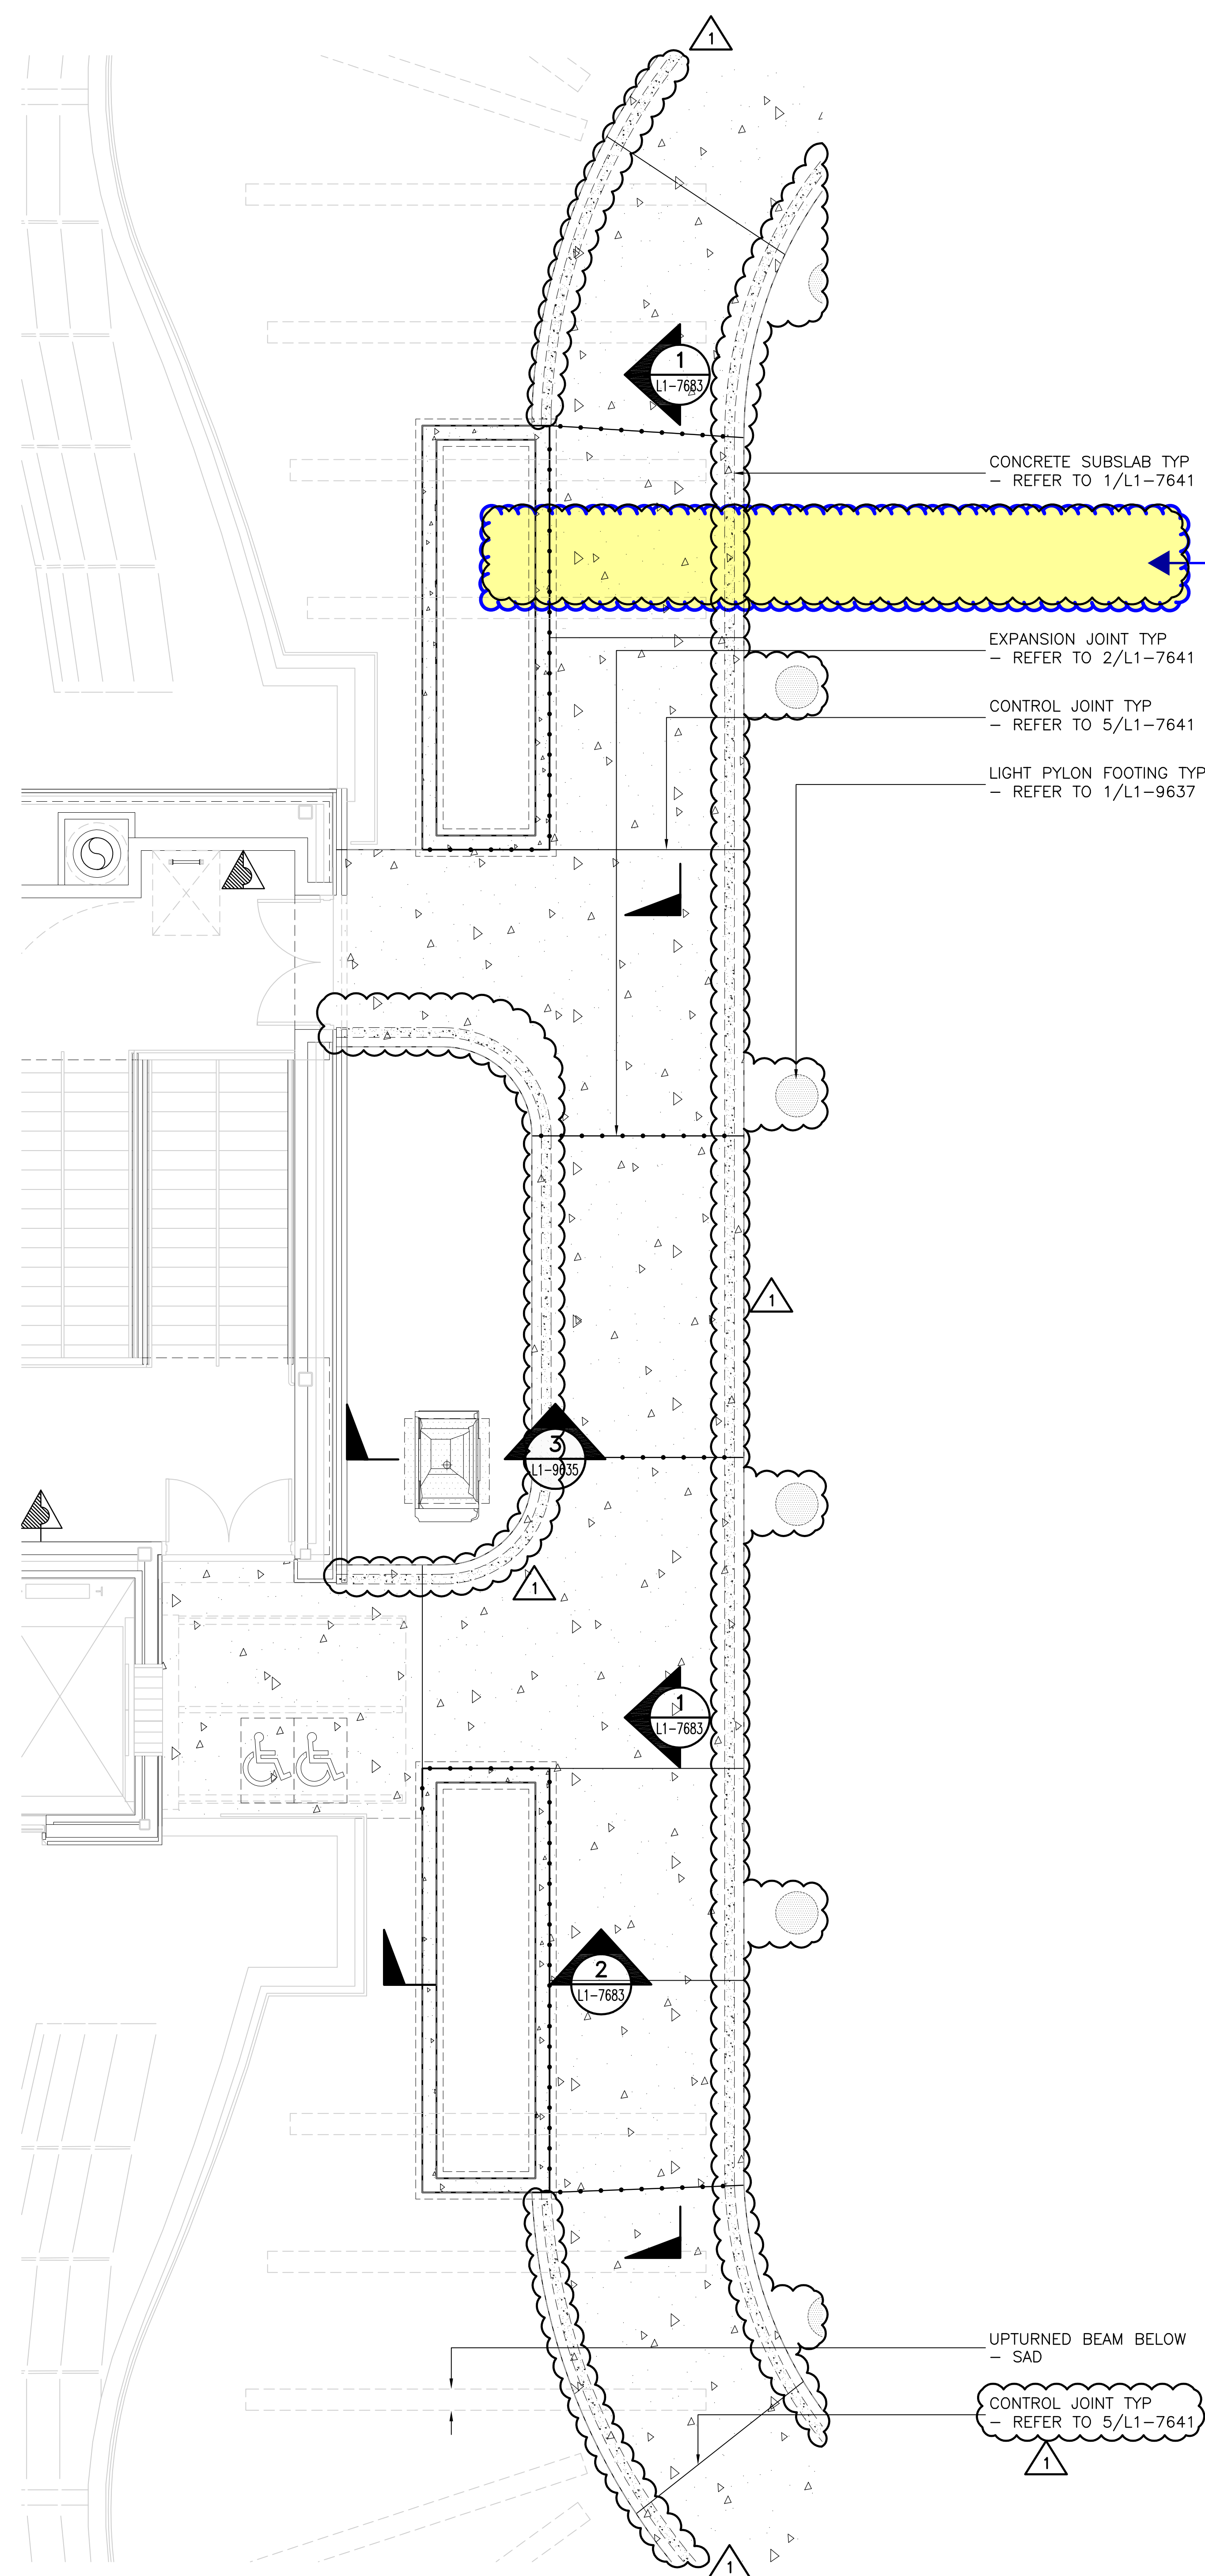 1
1
L1-7683
CONCRETE SUBSLAB TYP
- REFER TO 1/L1-7641
EXPANSION JOINT TYP
- REFER TO 2/L1-7641
CONTROL JOINT TYP
- REFER TO 5/L1-7641
LIGHT PYLON FOOTING TYP
- REFER TO 1/L1-9637
1
3
L1-9635
1
1
L1-7683
2
L1-7683
UPTURNED BEAM BELOW
- SAD
CONTROL JOINT TYP
- REFER TO 5/L1-7641
1
1